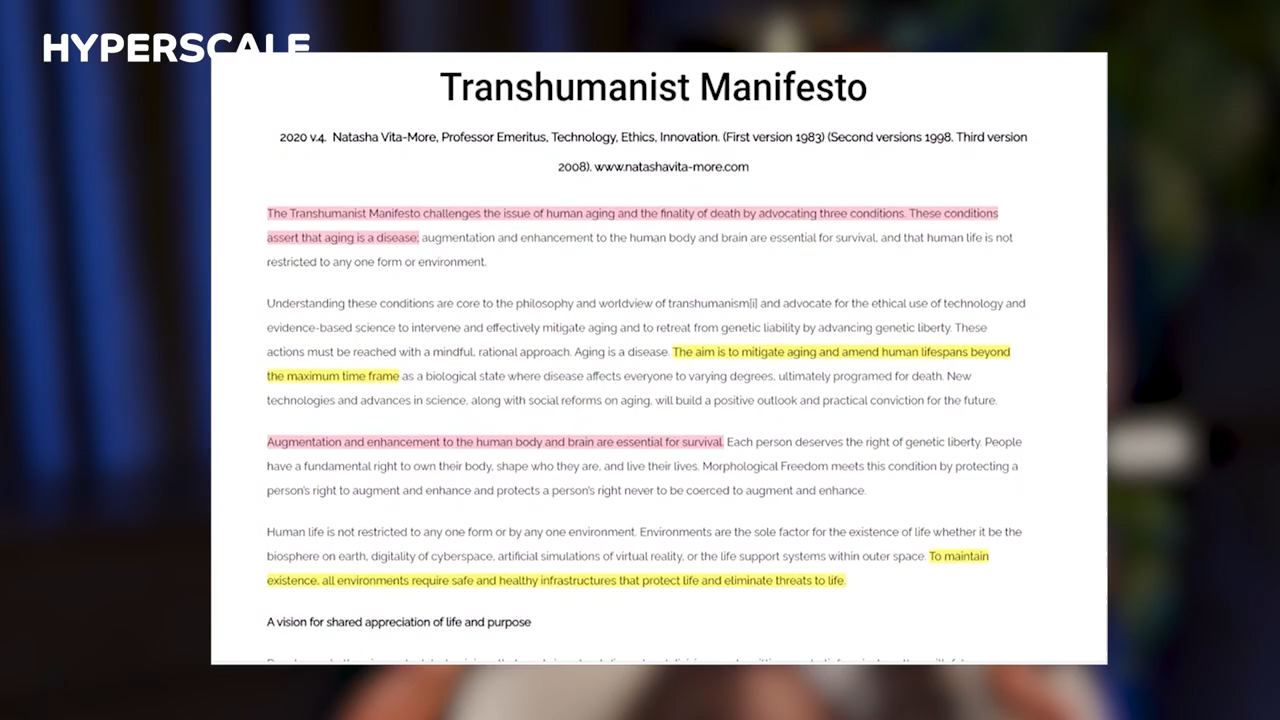 HYPERSCALE
Transhumanist Manifesto
2020 v.4. Natasha Vita-More, Professor Emeritus, Technology, Ethics, Innovation. (First version 1983) (Second versions 1998. Third version
2008). www.natashavita-more.com
The Transhumanist Manifesto challenges the issue of human aging and the finality of death by advocating three conditions. These conditions
assert that aging is a disease; augmentation and enhancement to the human body and brain are essential for survival, and that human life is not
restricted to any one form or environment.
Understanding these conditions are core to the philosophy and worldview of transhumanism[i] and advocate for the ethical use of technology and
evidence-based science to intervene and effectively mitigate aging and to retreat from genetic liability by advancing genetic liberty. These
actions must be reached with a mindful, rational approach. Aging is a disease. The aim is to mitigate aging and amend human lifespans beyond
the maximum time frame as a biological state where disease affects everyone to varying degrees, ultimately programed for death. New
technologies and advances in science, along with social reforms on aging, will build a positive outlook and practical conviction for the future.
Augmentation and enhancement to the human body and brain are essential for survival. Each person deserves the right of genetic liberty. People
have a fundamental right to own their body, shape who they are, and live their lives. Morphological Freedom meets this condition by protecting a
person's right to augment and enhance and protects a person's right never to be coerced to augment and enhance.
Human life is not restricted to any one form or by any one environment. Environments are the sole factor for the existence of life whether it be the
biosphere on earth, digitality of cyberspace, artificial simulations of virtual reality, or the life support systems within outer space. To maintain
existence, all environments require safe and healthy infrastructures that protect life and eliminate threats to life.
A vision for shared appreciation of life and purpose